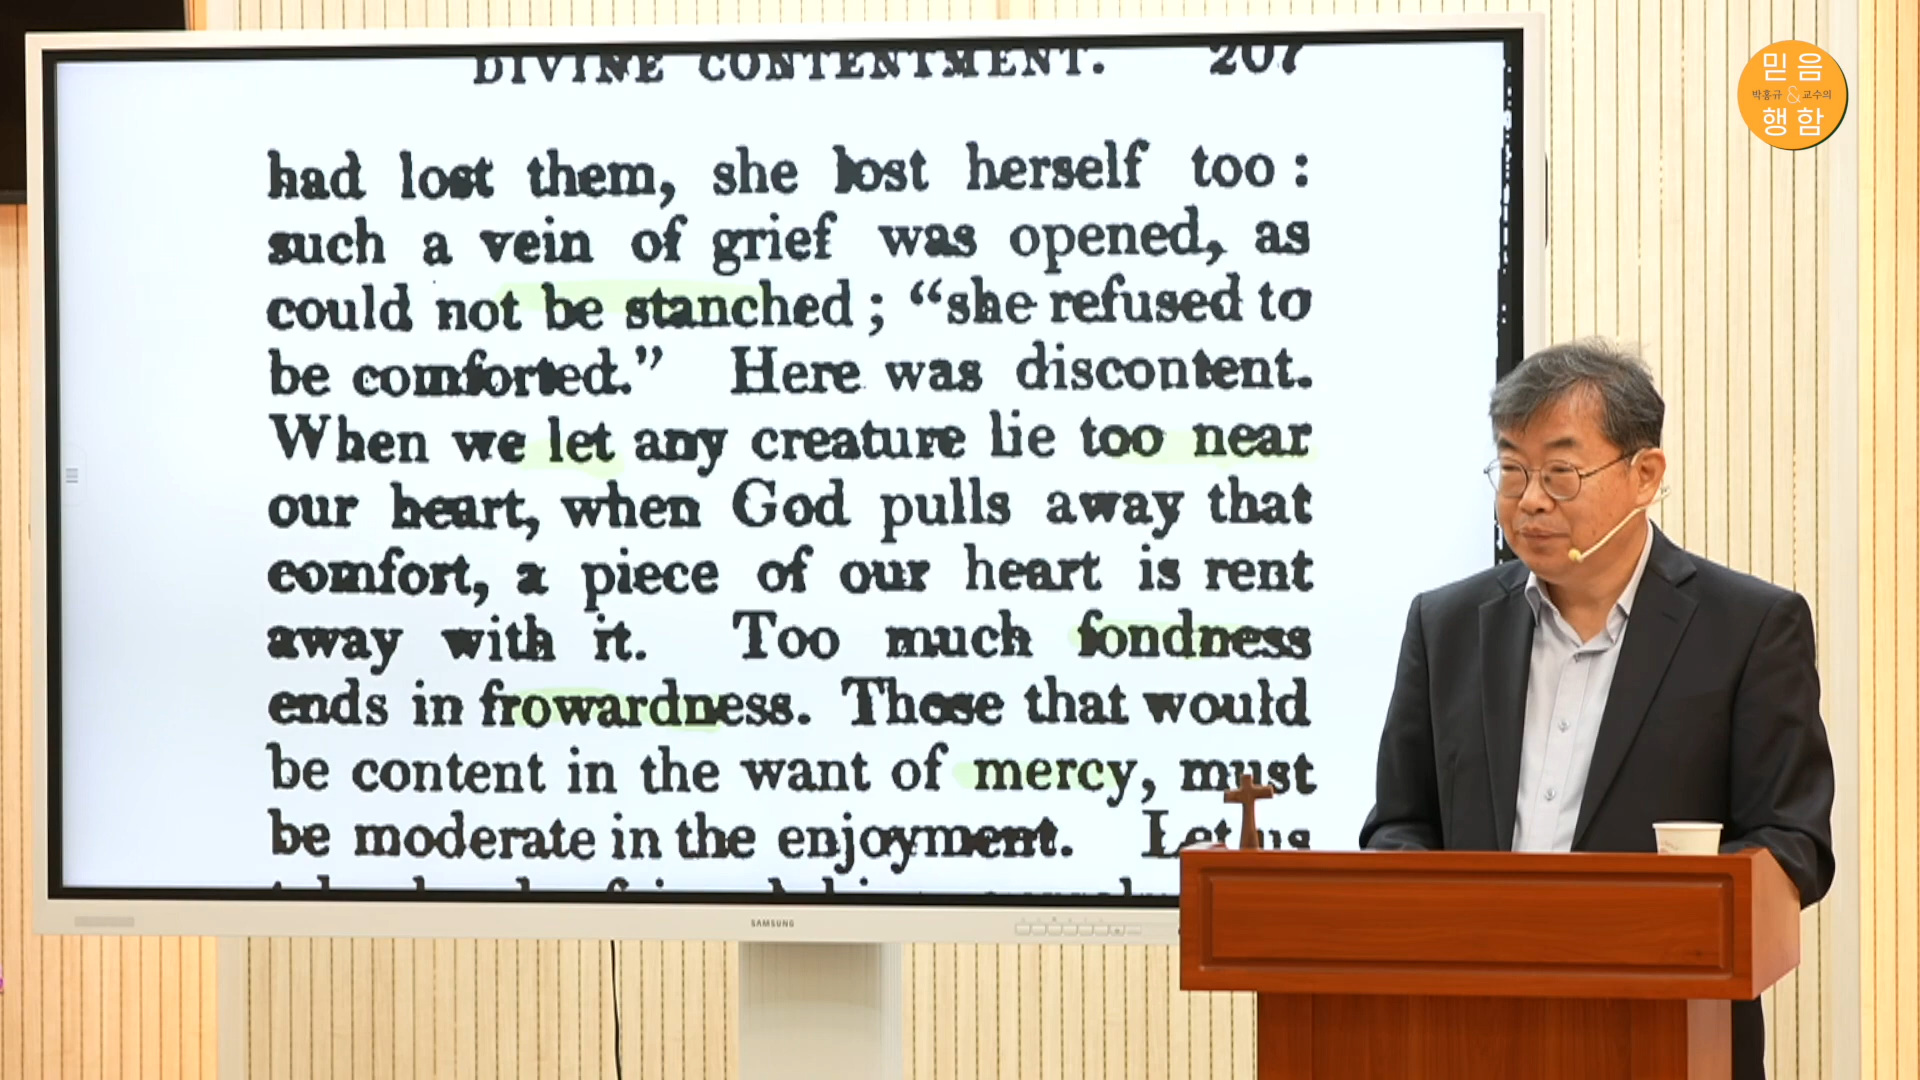 DIVINE CONTENTMENT. 207
had lost them, she lost herself too :
such a vein of grief was opened, as
could not be stanched ; “she refused to
be comforted.” Here was discontent.
When we let any creature lie too near
our heart, when God pulls away that
comfort, a piece of our heart is rent
away with it. Too much fondness
ends in frowardness. Those that would
be content in the want of mercy, must
be moderate in the enjoyment. Let us
SAMSUNG
믿음
박홍규 & 교수의
행함